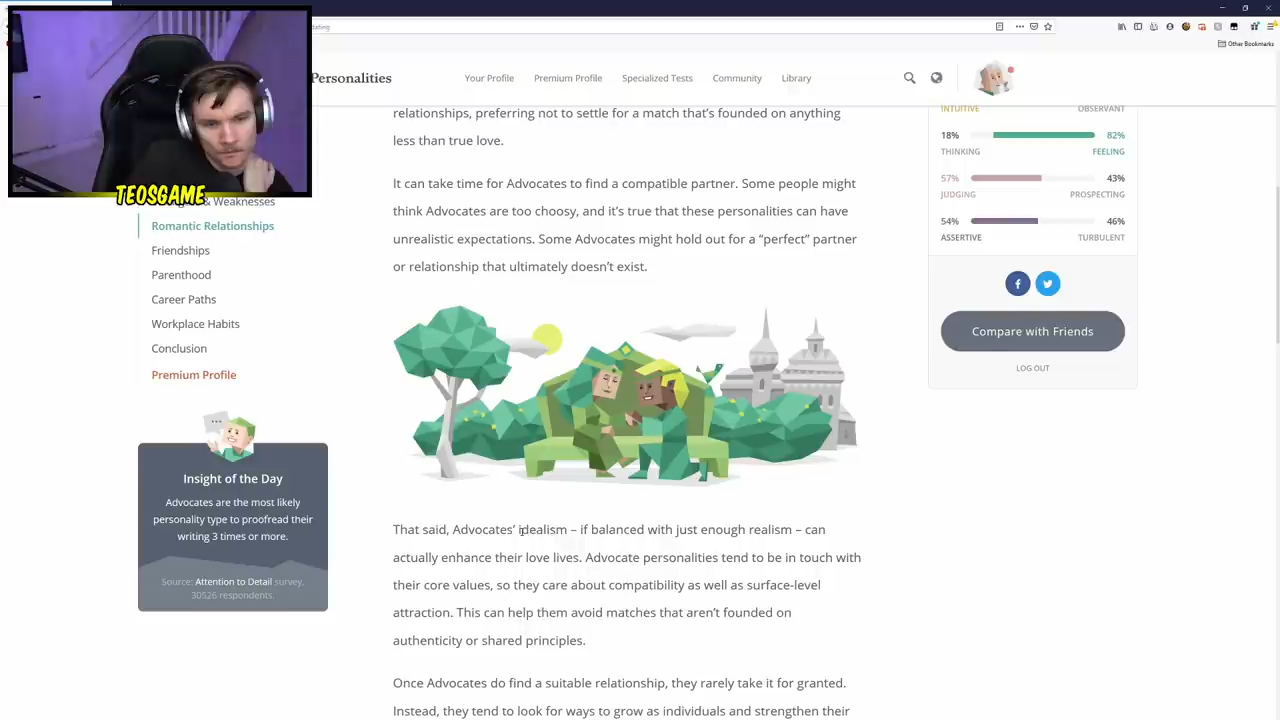 Other Bookmarks
Personalities
Your Profile
Premium Profile
Specialized Tests
Community
Library
TEOSGAME
& Weaknesses
Romantic Relationships
Friendships
Parenthood
Career Paths
Workplace Habits
Conclusion
Premium Profile
Insight of the Day
Advocates are the most likely
personality type to proofread their
writing 3 times or more.
Source: Attention to Detail survey,
30526 respondents.
relationships, preferring not to settle for a match that's founded on anything
less than true love.
It can take time for Advocates to find a compatible partner. Some people might
think Advocates are too choosy, and it's true that these personalities can have
unrealistic expectations. Some Advocates might hold out for a “perfect” partner
or relationship that ultimately doesn't exist.
That said, Advocates' idealism – if balanced with just enough realism – can
actually enhance their love lives. Advocate personalities tend to be in touch with
their core values, so they care about compatibility as well as surface-level
attraction. This can help them avoid matches that aren't founded on
authenticity or shared principles.
Once Advocates do find a suitable relationship, they rarely take it for granted.
Instead, they tend to look for ways to grow as individuals and strengthen their
INTUITIVE OBSERVANT
18% 82%
THINKING FEELING
57% 43%
JUDGING PROSPECTING
54% 46%
ASSERTIVE TURBULENT
Compare with Friends
LOG OUT